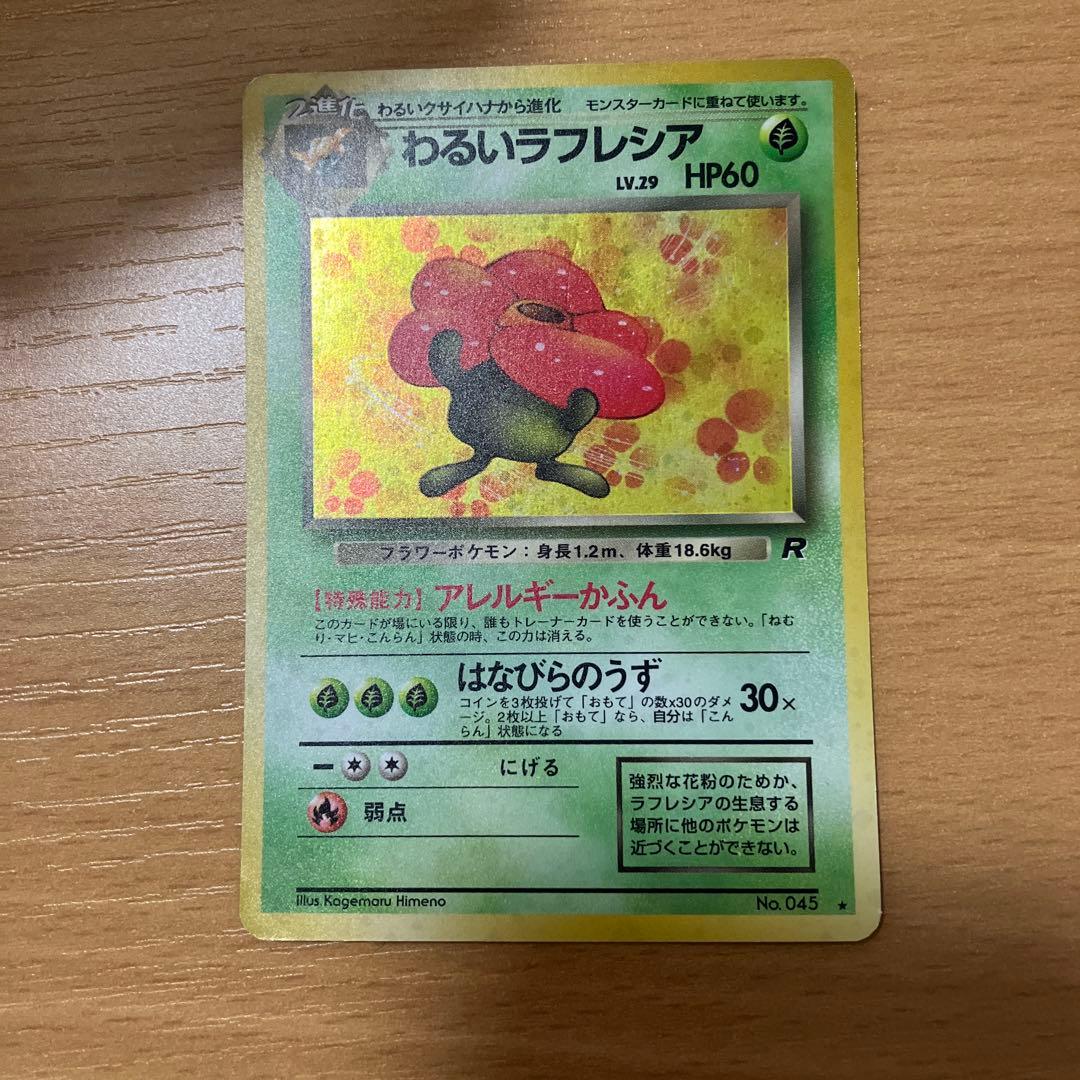 2進化 わるいクサイハナから進化 モンスターカードに重ねて使います。
わるいラフレシア
LV.29 HP60
フラワーポケモン：身長1.2m、体重18.6kg R
【特殊能力】アレルギーかふん
このカードが場にいる限り、誰もトレーナーカードを使うことができない。「ねむ
り・マヒ・こんらん」状態の時、この力は消える。
はなびらのうず
コインを3枚投げて「おもて」の数x30のダメ
ージ。2枚以上「おもて」なら、自分は「こん
らん」状態になる
30×
にげる
弱点
強烈な花粉のためか、
ラフレシアの生息する
場所に他のポケモンは
近づくことができない。
Illus. Kagemaru Himeno No. 045 ★